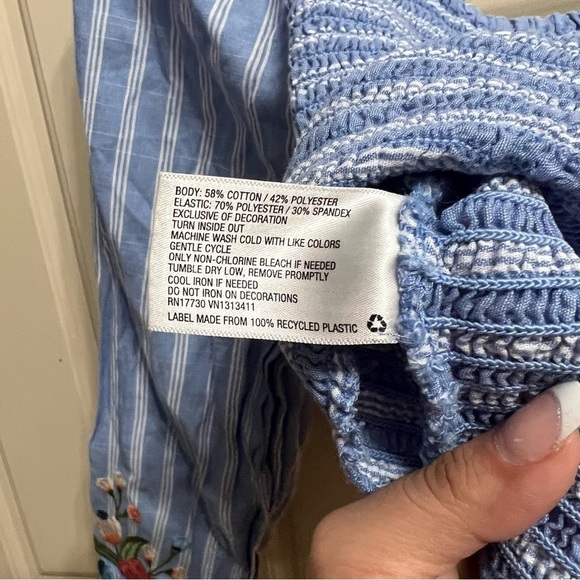 BODY: 58% COTTON / 42% POLYESTER
ELASTIC: 70% POLYESTER / 30% SPANDEX
EXCLUSIVE OF DECORATION
TURN INSIDE OUT
MACHINE WASH COLD WITH LIKE COLORS
GENTLE CYCLE
ONLY NON-CHLORINE BLEACH IF NEEDED
TUMBLE DRY LOW, REMOVE PROMPTLY
COOL IRON IF NEEDED
DO NOT IRON ON DECORATIONS
RN17730 VN1313411
LABEL MADE FROM 100% RECYCLED PLASTIC